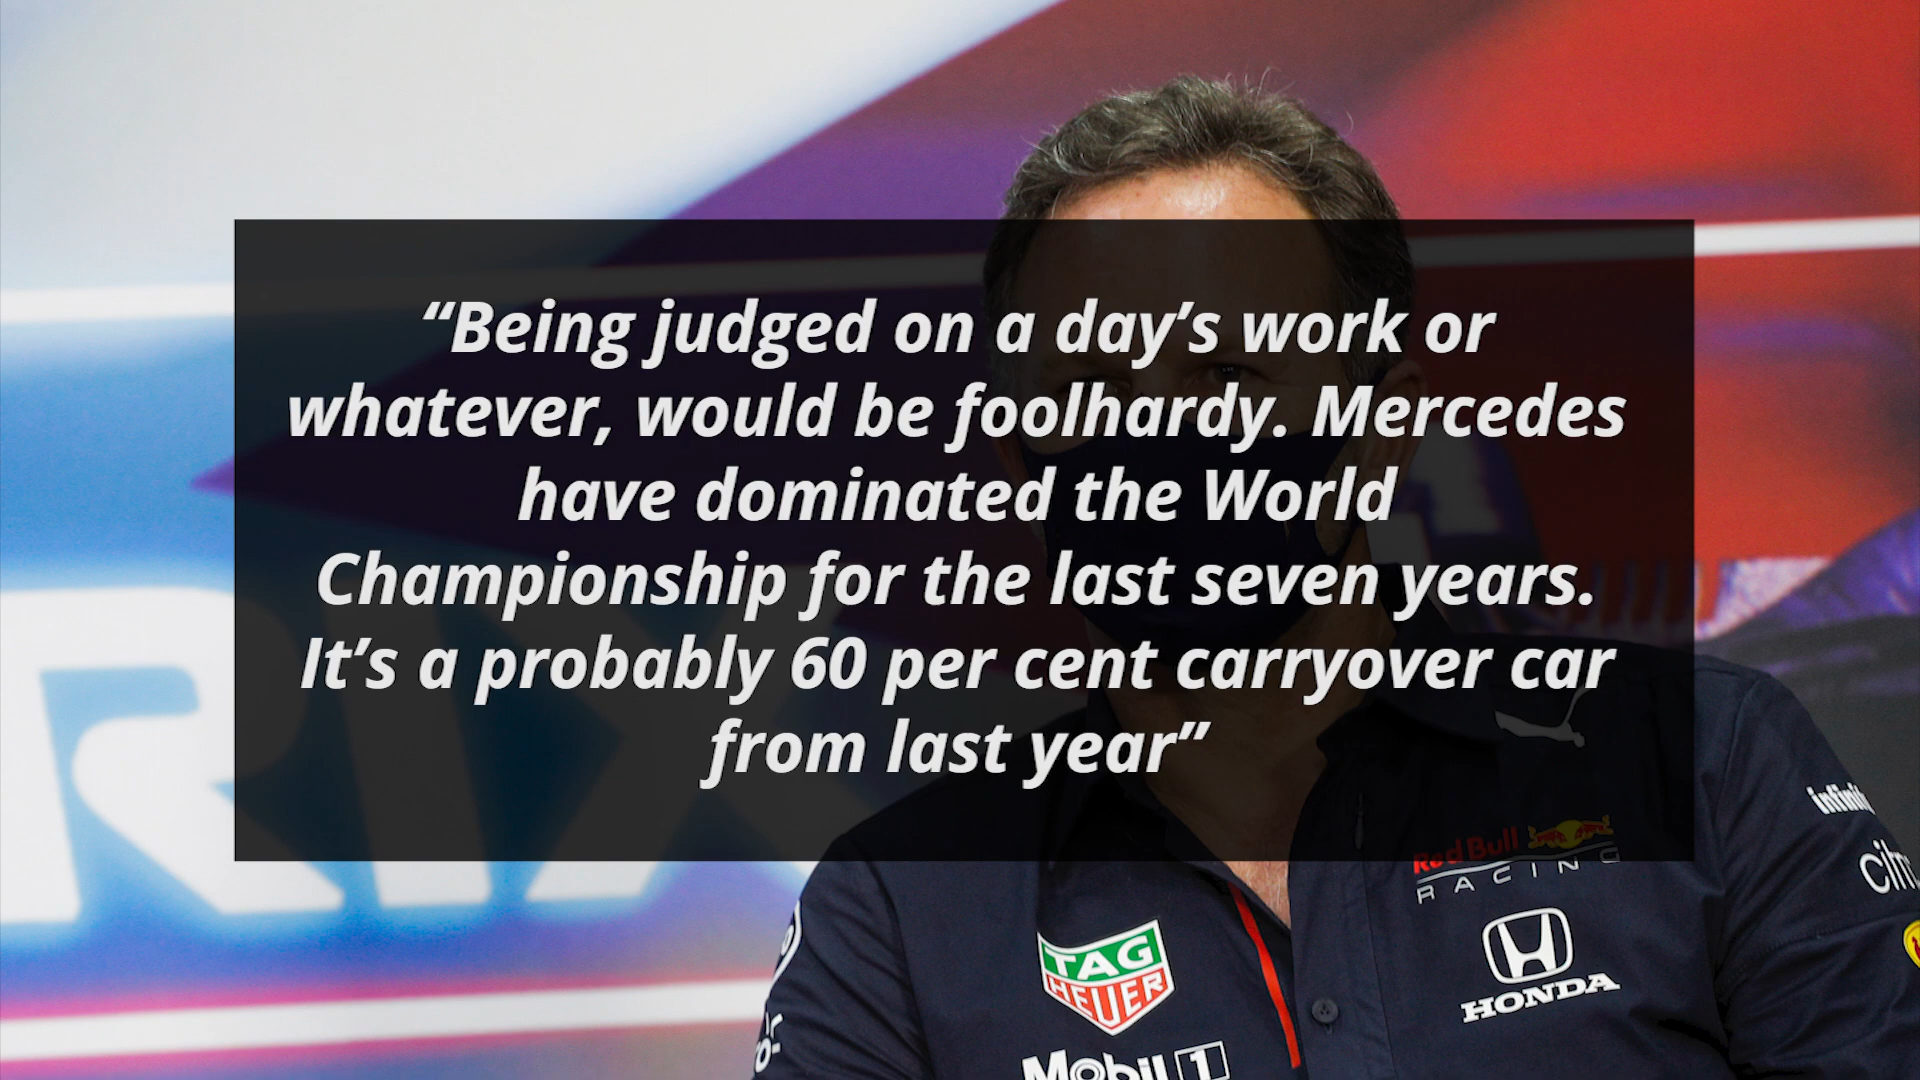 “Being judged on a day’s work or
whatever, would be foolhardy. Mercedes
have dominated the World
Championship for the last seven years.
It’s a probably 60 per cent carryover car
from last year”
RIX
Red Bull
RACING
TAG
HEUER
HONDA
Mobil 1